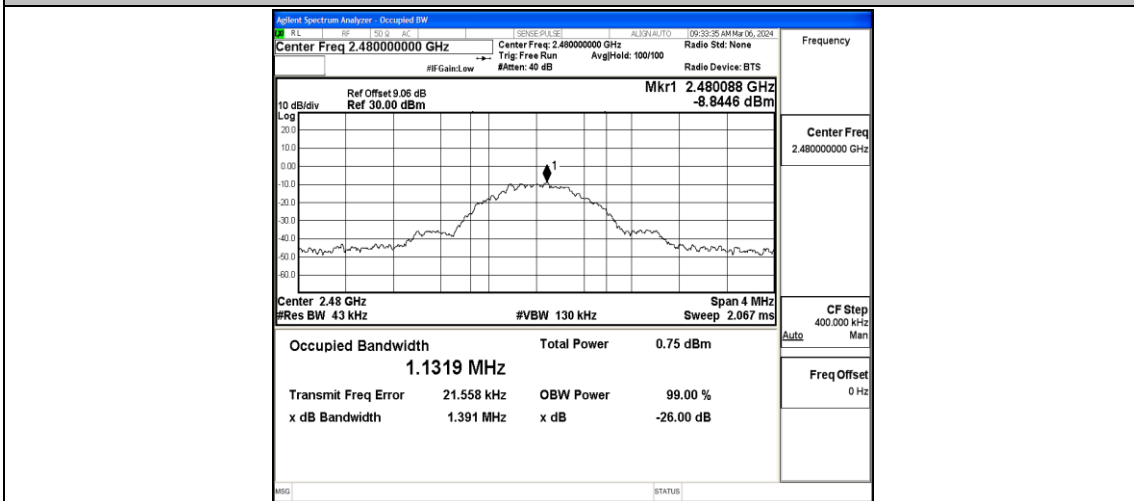 Agilent Spectrum Analyzer - Occupied BW
RL RF 50 Ω AC SENSE:PULSE ALIGN AUTO 09:33:35 AM Mar 06, 2024
Center Freq 2.480000000 GHz
Center Freq: 2.480000000 GHz
Radio Std: None
Trig: Free Run Avg|Hold: 100/100
#IFGain:Low #Atten: 40 dB Radio Device: BTS
Frequency
Ref Offset 9.06 dB
Mkr1 2.480088 GHz
10 dB/div Ref 30.00 dBm -8.8446 dBm
Log
20.0
10.0
0.00
-10.0
-20.0
-30.0
-40.0
-50.0
-60.0
1
Center 2.48 GHz Span 4 MHz
#Res BW 43 kHz #VBW 130 kHz Sweep 2.067 ms
Occupied Bandwidth Total Power 0.75 dBm
1.1319 MHz
Transmit Freq Error 21.558 kHz OBW Power 99.00 %
x dB Bandwidth 1.391 MHz x dB -26.00 dB
Center Freq
2.480000000 GHz
CF Step
400.000 kHz
Auto Man
Freq Offset
0 Hz
MSG STATUS